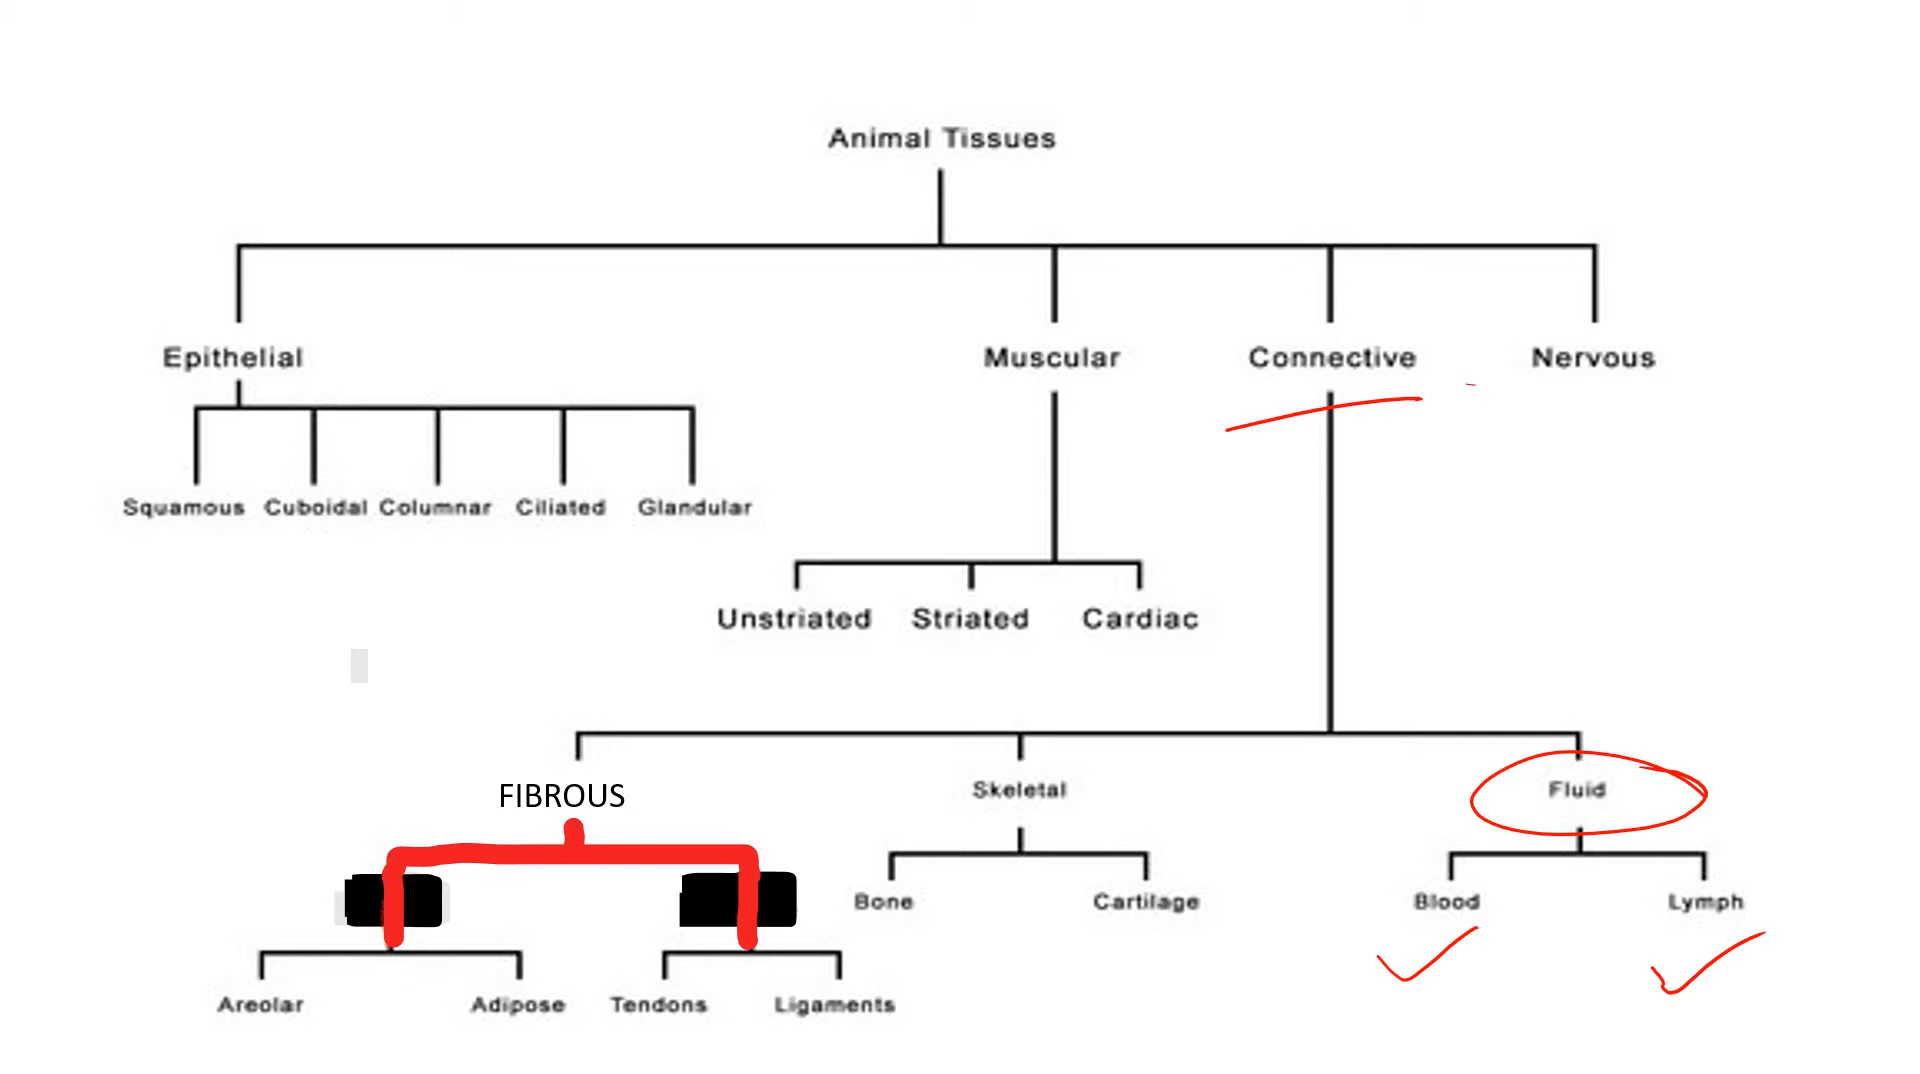 Animal Tissues
Epithelial Muscular Connective Nervous
Squamous Cuboidal Columnar Ciliated Glandular
Unstriated Striated Cardiac
FIBROUS Skeletal Fluid
Bone Cartilage Blood Lymph
Areolar Adipose Tendons Ligaments